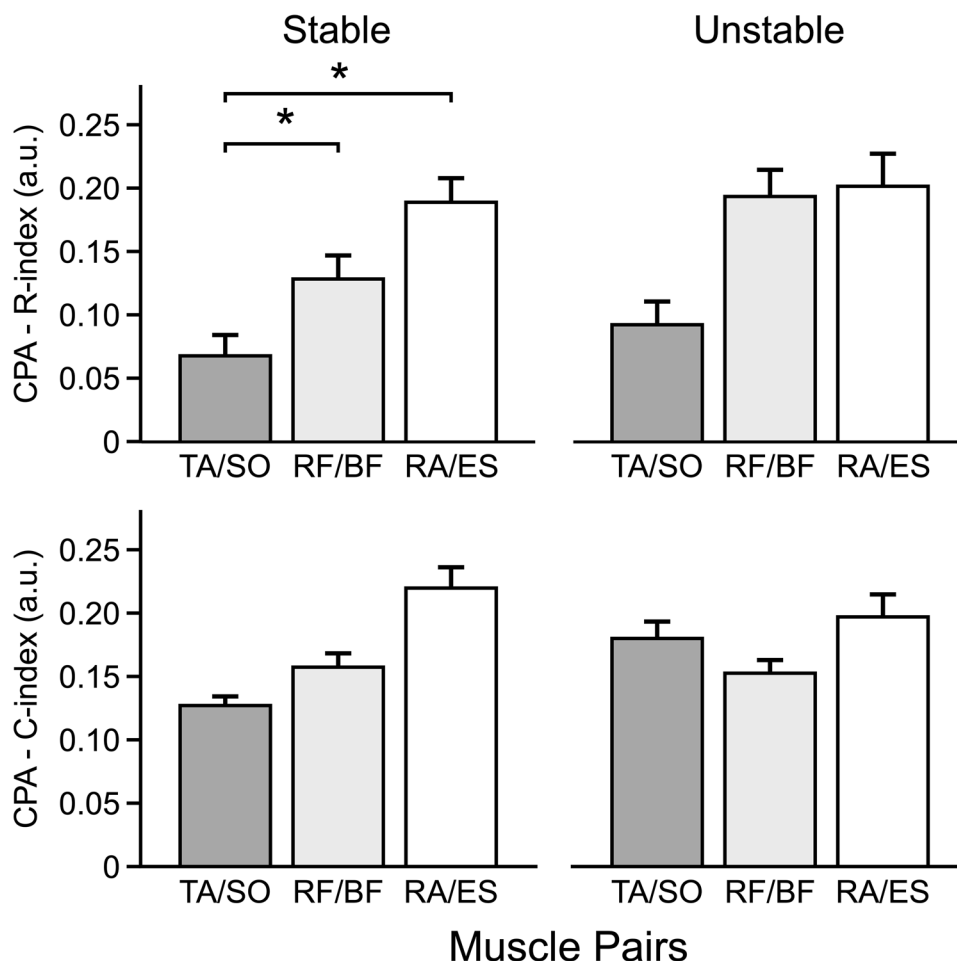 Stable
Unstable
*
*
CPA - R-index (a.u.)
0.25
0.20
0.15
0.10
0.05
0
TA/SO RF/BF RA/ES
TA/SO RF/BF RA/ES
CPA - C-index (a.u.)
0.25
0.20
0.15
0.10
0.05
0
TA/SO RF/BF RA/ES
TA/SO RF/BF RA/ES
Muscle Pairs